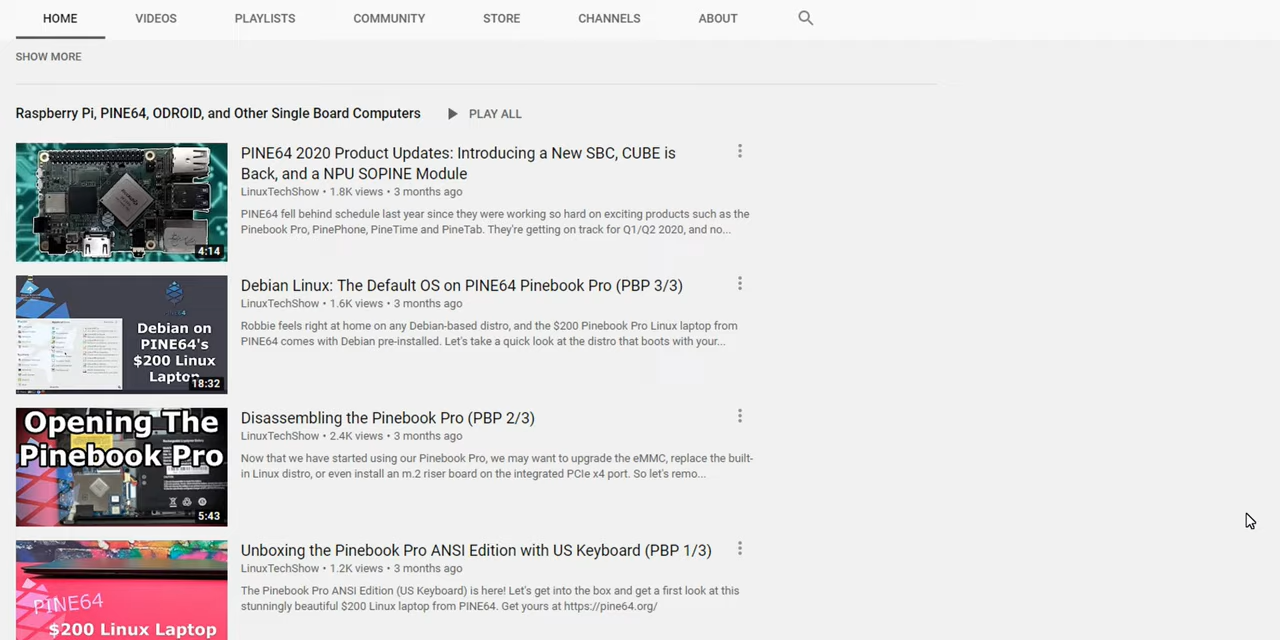 HOME
VIDEOS
PLAYLISTS
COMMUNITY
STORE
CHANNELS
ABOUT
SHOW MORE
Raspberry Pi, PINE64, ODROID, and Other Single Board Computers
PLAY ALL
4:14
PINE64 2020 Product Updates: Introducing a New SBC, CUBE is
Back, and a NPU SOPINE Module
LinuxTechShow • 1.8K views • 3 months ago
PINE64 fell behind schedule last year since they were working so hard on exciting products such as the
Pinebook Pro, PinePhone, PineTime and PineTab. They're getting on track for Q1/Q2 2020, and no...
Debian on
PINE64's
$200 Linux
Laptop
18:32
Debian Linux: The Default OS on PINE64 Pinebook Pro (PBP 3/3)
LinuxTechShow • 1.6K views • 3 months ago
Robbie feels right at home on any Debian-based distro, and the $200 Pinebook Pro Linux laptop from
PINE64 comes with Debian pre-installed. Let's take a quick look at the distro that boots with your...
Opening The
Pinebook Pro
5:43
Disassembling the Pinebook Pro (PBP 2/3)
LinuxTechShow • 2.4K views • 3 months ago
Now that we have started using our Pinebook Pro, we may want to upgrade the eMMC, replace the built-
in Linux distro, or even install an m.2 riser board on the integrated PCIe x4 port. So let's remo...
PINE64
$200 Linux Laptop
Unboxing the Pinebook Pro ANSI Edition with US Keyboard (PBP 1/3)
LinuxTechShow • 1.2K views • 3 months ago
The Pinebook Pro ANSI Edition (US Keyboard) is here! Let's get into the box and get a first look at this
stunningly beautiful $200 Linux laptop from PINE64. Get yours at https://pine64.org/